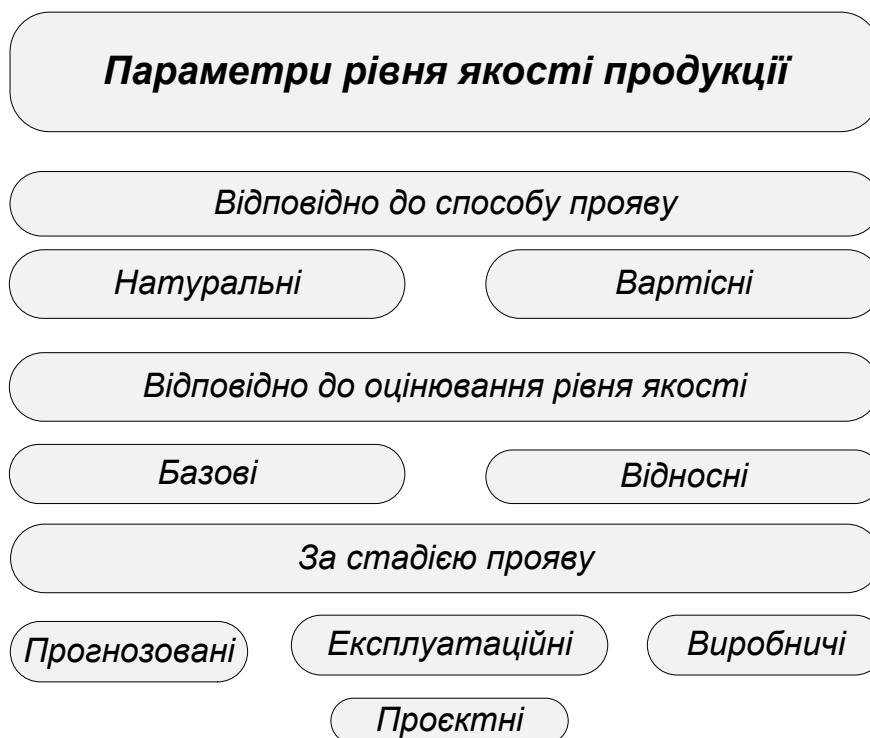 Параметри рівня якості продукції
Відповідно до способу прояву
Натуральні
Вартісні
Відповідно до оцінювання рівня якості
Базові
Відносні
За стадією прояву
Прогнозовані
Експлуатаційні
Виробничі
Проєктні